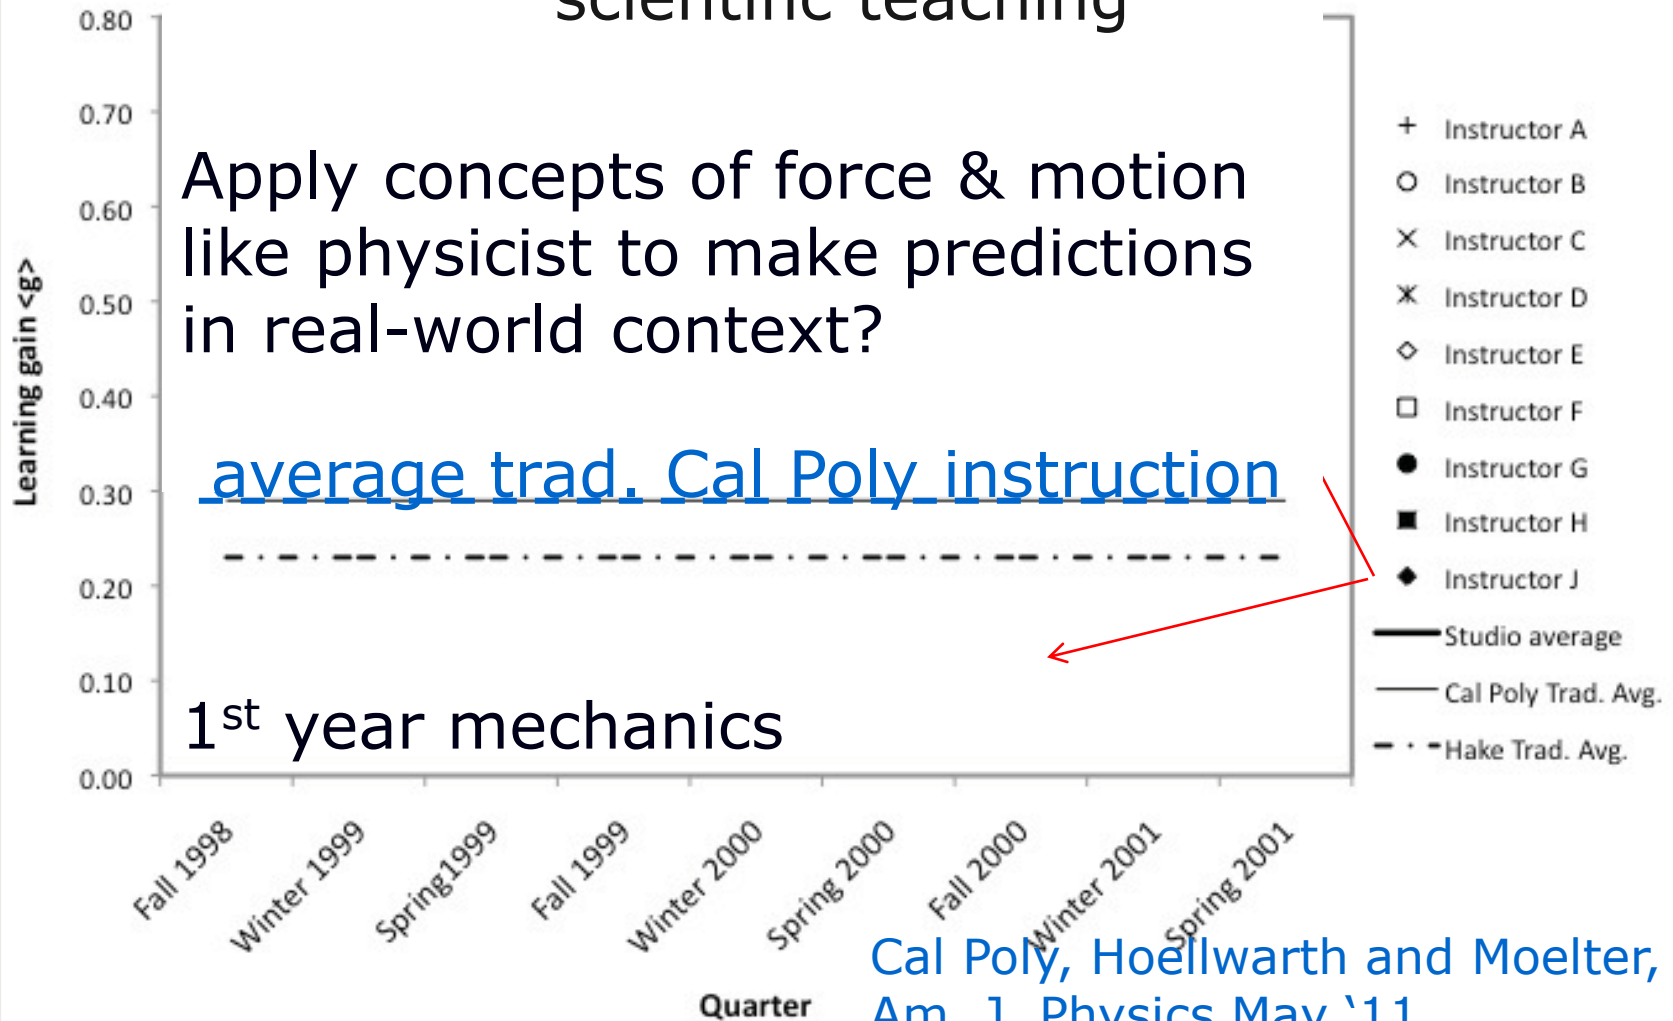 scientific teaching
0.80
0.70
0.60
0.50
0.40
0.30
0.20
0.10
0.00
Learning gain <g>
Apply concepts of force & motion
like physicist to make predictions
in real-world context?
average trad. Cal Poly instruction
1st year mechanics
+ Instructor A
Instructor B
Instructor C
Instructor D
Instructor E
Instructor F
Instructor G
Instructor H
Instructor J
Studio average
Cal Poly Trad. Avg.
Hake Trad. Avg.
Fall 1998
Winter 1999
Spring1999
Fall 1999
Winter 2000
Spring 2000
Fall 2000
Winter 2001
Spring 2001
Quarter
Cal Poly, Hoellwarth and Moelter,
Am. J. Physics May ‘11